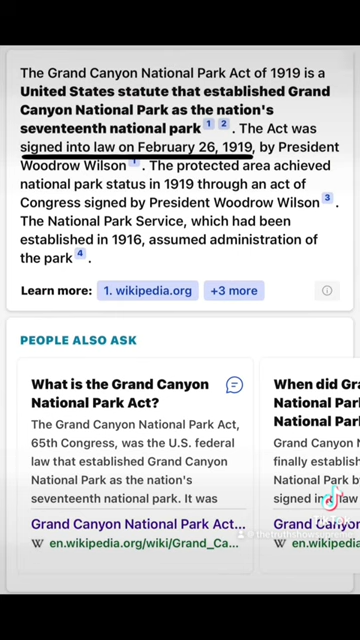 The Grand Canyon National Park Act of 1919 is a
United States statute that established Grand
Canyon National Park as the nation's
seventeenth national park 1 2 . The Act was
signed into law on February 26, 1919, by President
Woodrow Wilson 1 . The protected area achieved
national park status in 1919 through an act of
Congress signed by President Woodrow Wilson 3 .
The National Park Service, which had been
established in 1916, assumed administration of
the park 4 .
Learn more: 1. wikipedia.org +3 more
PEOPLE ALSO ASK
What is the Grand Canyon
National Park Act?
The Grand Canyon National Park Act,
65th Congress, was the U.S. federal
law that established Grand Canyon
National Park as the nation's
seventeenth national park. It was
Grand Canyon National Park Act...
W en.wikipedia.org/wiki/Grand_Ca...
When did Gra
National Par
National Par
Grand Canyon N
finally establish
National Park b
signed into law
Grand Canyon
W en.wikipedia